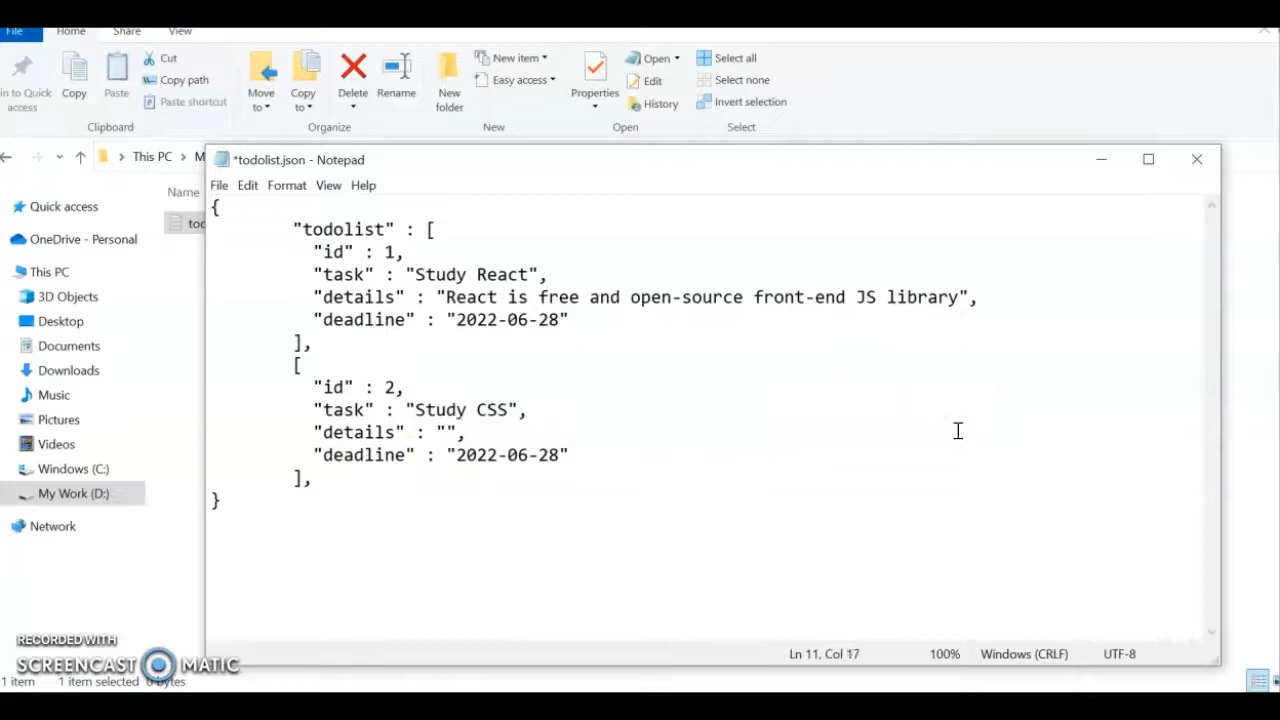 File Home Share View
Cut
Copy path
Paste shortcut
in to Quick access
Copy
Paste
Clipboard
Move to
Copy to
Delete
Rename
Organize
New folder
New item
Easy access
New
Properties
Open
Edit
History
Open
Select all
Select none
Invert selection
Select
This PC
M
Name
Quick access
OneDrive - Personal
This PC
3D Objects
Desktop
Documents
Downloads
Music
Pictures
Videos
Windows (C:)
My Work (D:)
Network
*todolist.json - Notepad
File Edit Format View Help
{
"todolist" : [
"id" : 1,
"task" : "Study React",
"details" : "React is free and open-source front-end JS library",
"deadline" : "2022-06-28"
],
[
"id" : 2,
"task" : "Study CSS",
"details" : "",
"deadline" : "2022-06-28"
],
}
Ln 11, Col 17 100% Windows (CRLF) UTF-8
RECORDED WITH
SCREENCAST MATIC
1 item 1 item selected 0 bytes